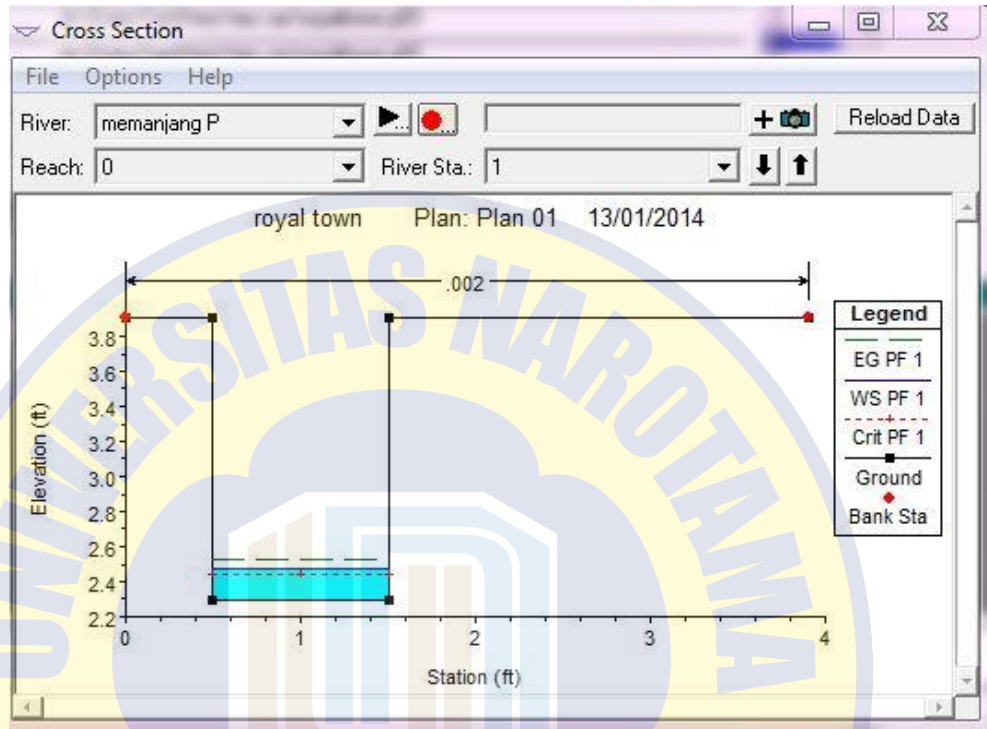 Cross Section
File Options Help
River: memanjang P
Reload Data
Reach: 0 River Sta.: 1
royal town Plan: Plan 01 13/01/2014
.002
Legend
EG PF 1
WS PF 1
Crit PF 1
Ground
Bank Sta
Elevation (ft)
3.8
3.6
3.4
3.2
3.0
2.8
2.6
2.4
2.2
0 1 2 3 4
Station (ft)
UNIVERSITAS NAROTAMA